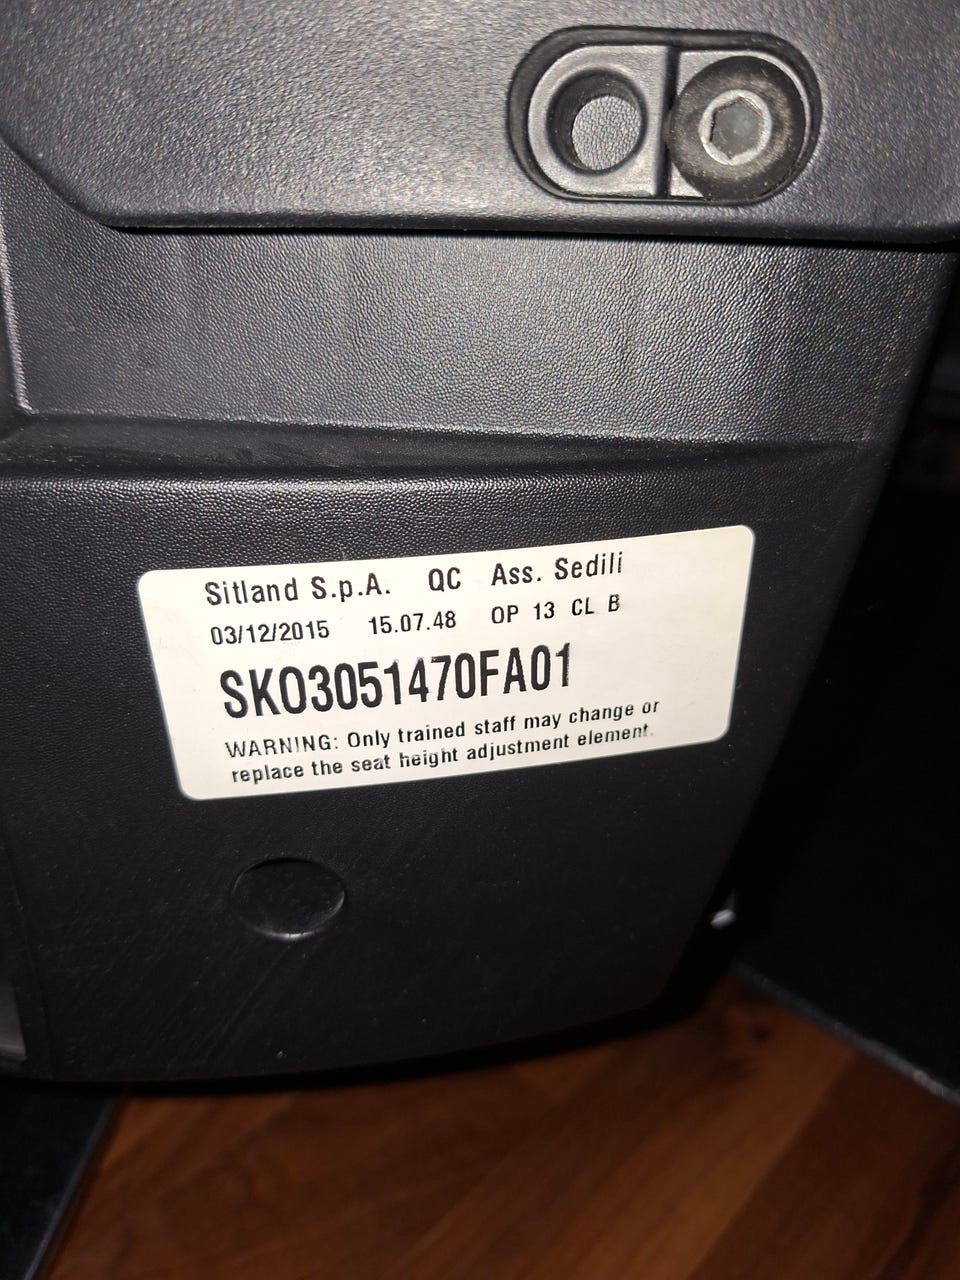 Sitland S.p.A. QC Ass. Sedili
03/12/2015 15.07.48 OP 13 CL B
SK03051470FA01
WARNING: Only trained staff may change or
replace the seat height adjustment element.